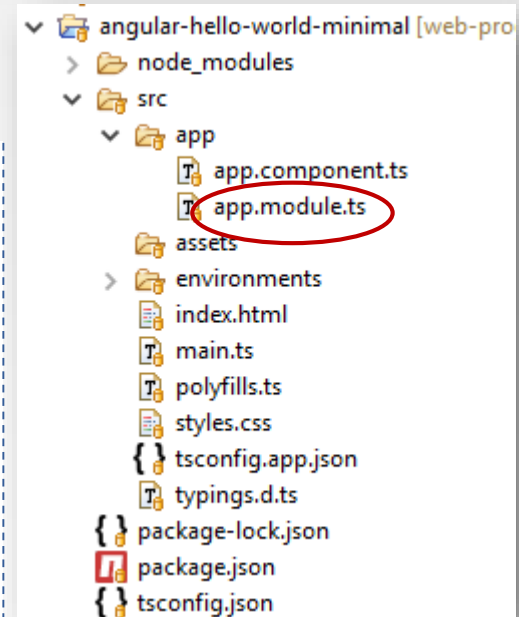 angular-hello-world-minimal [web-pro
node_modules
src
app
app.component.ts
app.module.ts
assets
environments
index.html
main.ts
polyfills.ts
styles.css
tsconfig.app.json
typings.d.ts
package-lock.json
package.json
tsconfig.json